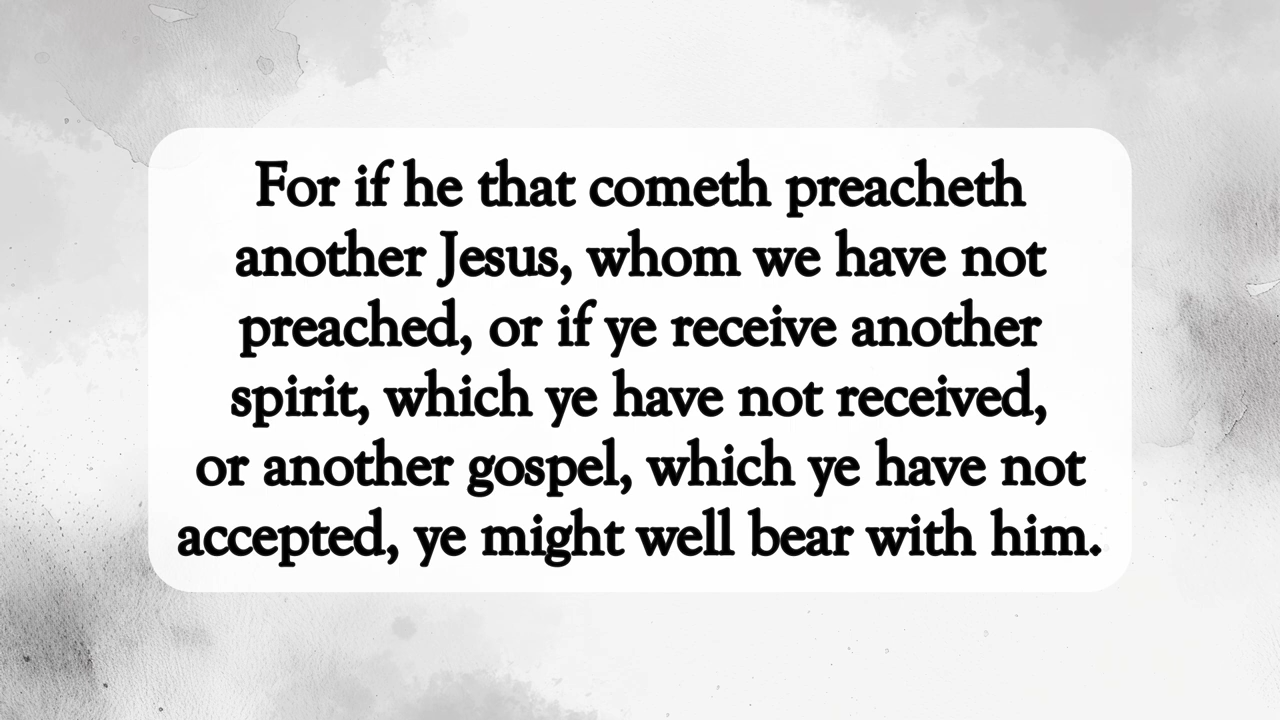 For if he that cometh preacheth
another Jesus, whom we have not
preached, or if ye receive another
spirit, which ye have not received,
or another gospel, which ye have not
accepted, ye might well bear with him.